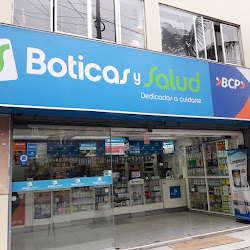 Boticas y Salud
Dedicados a cuidarte
BCP